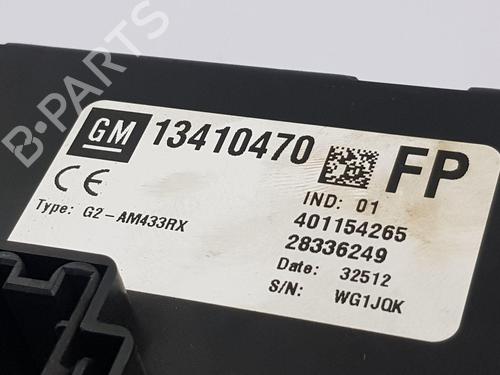 B-PARTS
GM 13410470 FP
CE
IND: 01
Type: G2-AM433RX
401154265
28336249
Date: 32512
S/N: WG1JQK